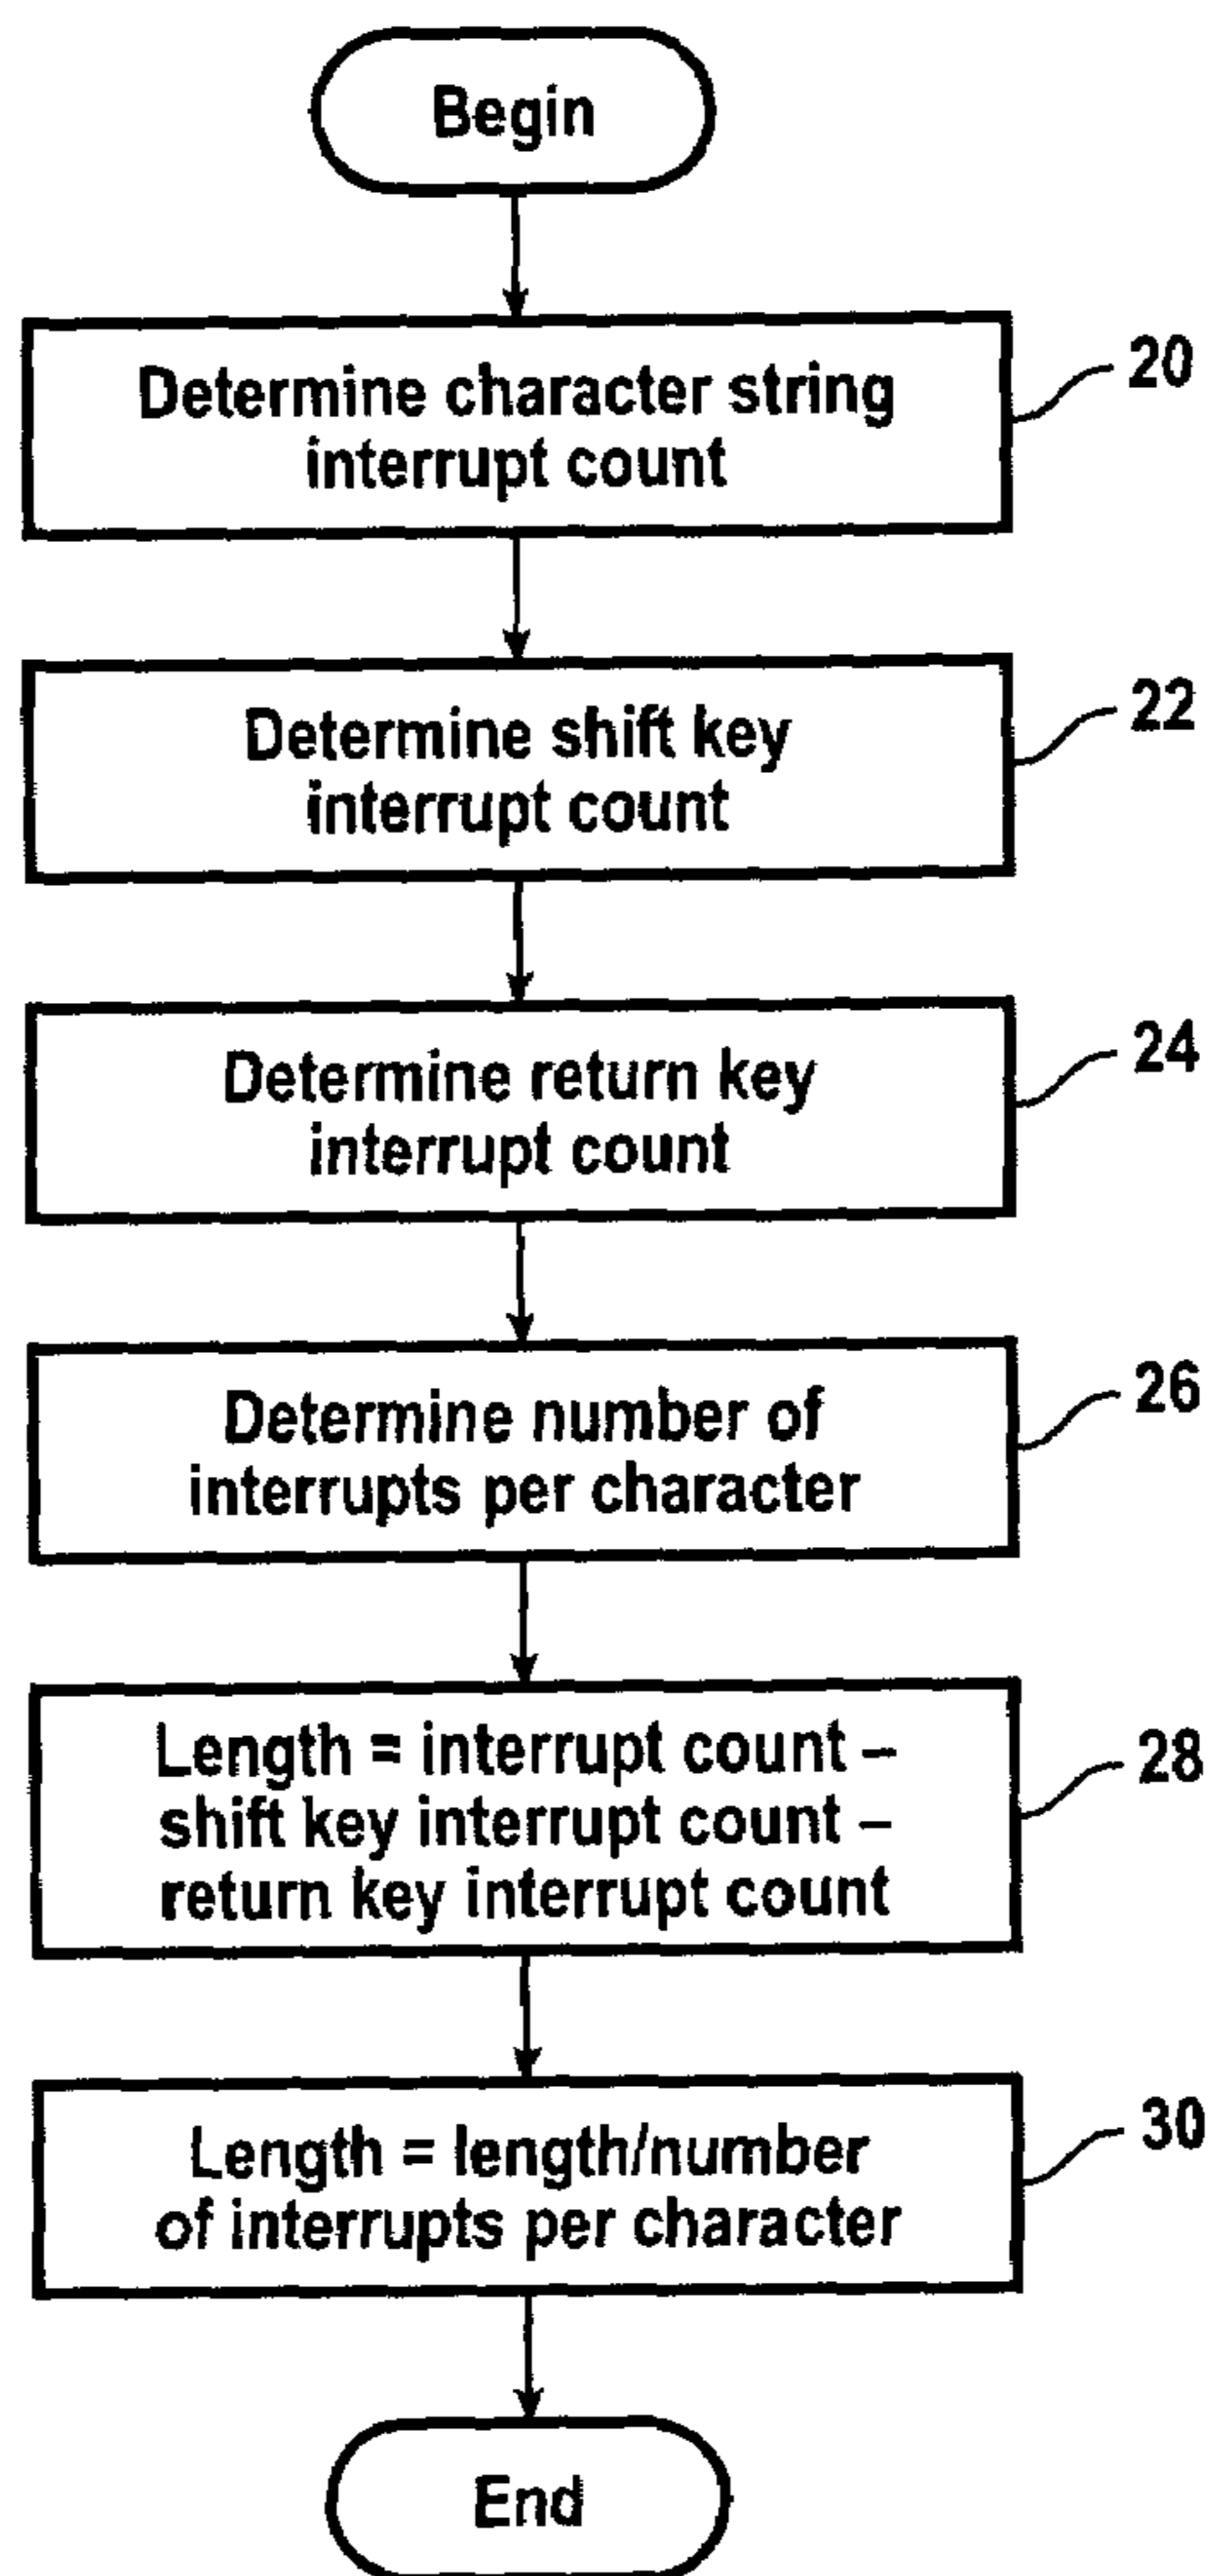 Begin
Determine character string
interrupt count
20
Determine shift key
interrupt count
22
Determine return key
interrupt count
24
Determine number of
interrupts per character
26
Length = interrupt count –
shift key interrupt count –
return key interrupt count
28
Length = length/number
of interrupts per character
30
End